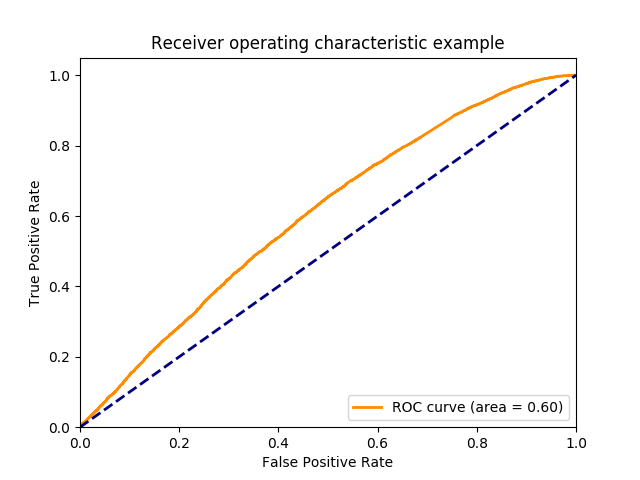 Receiver operating characteristic example
True Positive Rate
1.0
0.8
0.6
0.4
0.2
0.0
ROC curve (area = 0.60)
0.0 0.2 0.4 0.6 0.8 1.0
False Positive Rate